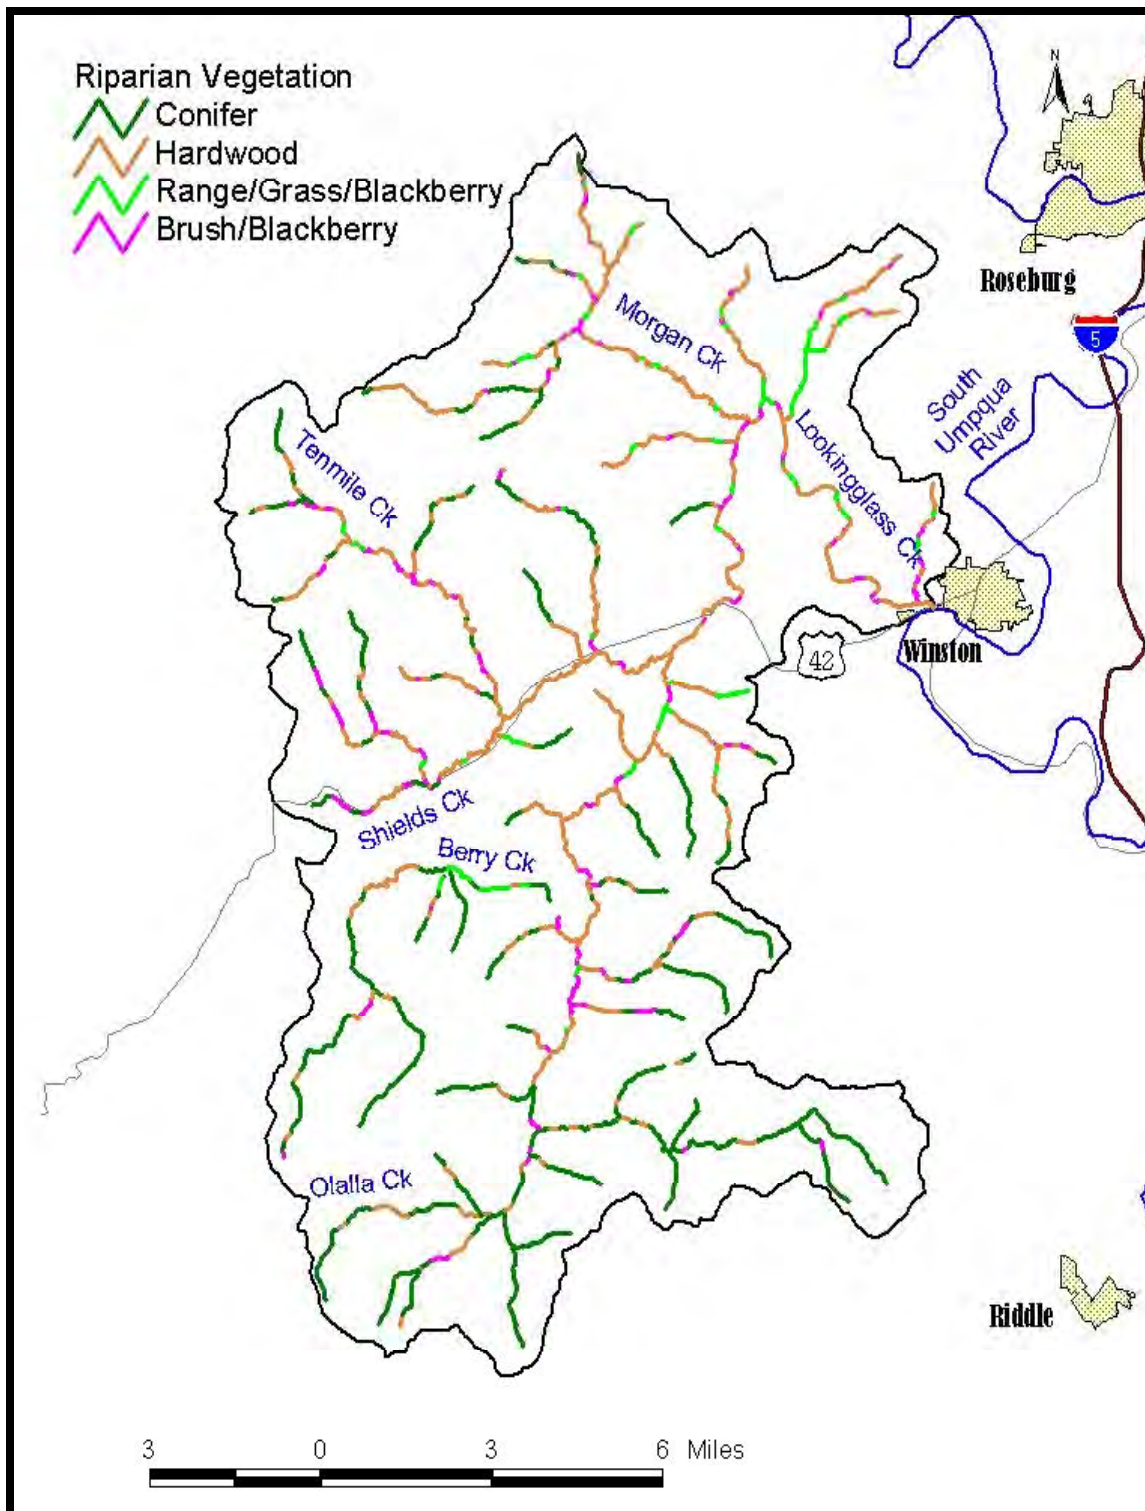 Riparian Vegetation
Conifer
Hardwood
Range/Grass/Blackberry
Brush/Blackberry
N
Roseburg
5
Morgan Ck
South
Umpqua
River
Lookingglass Ck
Tenmile Ck
Winston
42
Shields Ck
Berry Ck
Olalla Ck
Riddle
3 0 3 6 Miles